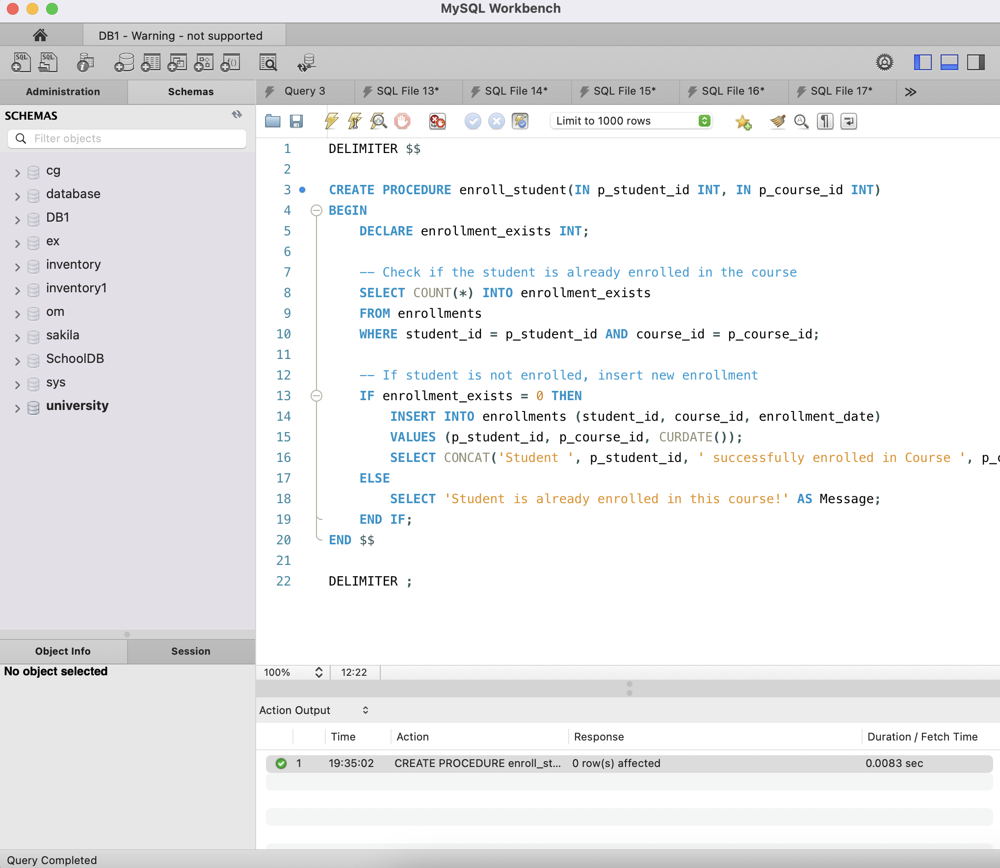 MySQL Workbench
DB1 - Warning - not supported
SQL SQL
Administration Schemas
Query 3 SQL File 13* SQL File 14* SQL File 15* SQL File 16* SQL File 17*
SCHEMAS
Filter objects
Limit to 1000 rows
cg
database
DB1
ex
inventory
inventory1
om
sakila
SchoolDB
sys
university
1 DELIMITER $$
2
3 CREATE PROCEDURE enroll_student(IN p_student_id INT, IN p_course_id INT)
4 BEGIN
5 DECLARE enrollment_exists INT;
6
7 -- Check if the student is already enrolled in the course
8 SELECT COUNT(*) INTO enrollment_exists
9 FROM enrollments
10 WHERE student_id = p_student_id AND course_id = p_course_id;
11
12 -- If student is not enrolled, insert new enrollment
13 IF enrollment_exists = 0 THEN
14 INSERT INTO enrollments (student_id, course_id, enrollment_date)
15 VALUES (p_student_id, p_course_id, CURDATE());
16 SELECT CONCAT('Student ', p_student_id, ' successfully enrolled in Course ', p_
17 ELSE
18 SELECT 'Student is already enrolled in this course!' AS Message;
19 END IF;
20 END $$
21
22 DELIMITER ;
Object Info Session
No object selected
100% 12:22
Action Output
Time Action Response Duration / Fetch Time
1 19:35:02 CREATE PROCEDURE enroll_st... 0 row(s) affected 0.0083 sec
Query Completed